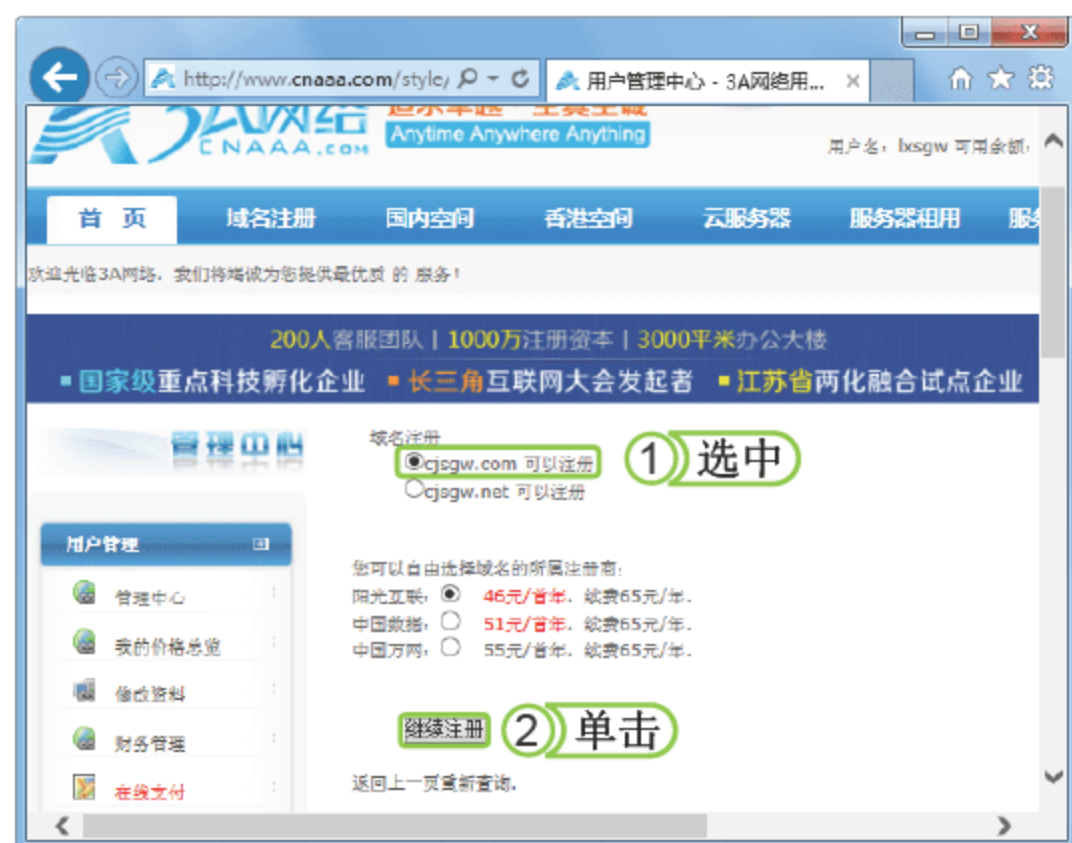 http://www.cnaaa.com/style/
用户管理中心 - 3A网络用...
3A网络
CNAAA.COM
Anytime Anywhere Anything
用户名：lxsgw 可用余额：
首 页 域名注册 国内空间 香港空间 云服务器 服务器租用
欢迎光临3A网络，我们将竭诚为您提供最优质 的 服务！
200人客服团队 | 1000万注册资本 | 3000平米办公大楼
国家级重点科技孵化企业 长三角互联网大会发起者 江苏省两化融合试点企业
管理中心
域名注册
cjsgw.com 可以注册
① 选中
cjsgw.net 可以注册
用户管理
管理中心
我的价格总览
修改资料
财务管理
在线支付
您可以自由选择域名的所属注册商：
阳光互联： 46元/首年．续费65元/年．
中国数据： 51元/首年．续费65元/年．
中国万网： 55元/首年．续费65元/年．
继续注册
② 单击
返回上一页重新查询．